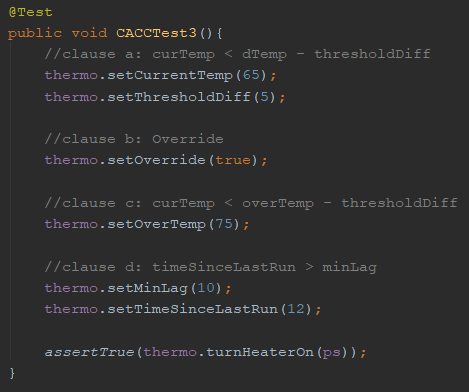 @Test
public void CACCTest3(){
//clause a: curTemp < dTemp - thresholdDiff
thermo.setCurrentTemp(65);
thermo.setThresholdDiff(5);
//clause b: Override
thermo.setOverride(true);
//clause c: curTemp < overTemp - thresholdDiff
thermo.setOverTemp(75);
//clause d: timeSinceLastRun > minLag
thermo.setMinLag(10);
thermo.setTimeSinceLastRun(12);
assertTrue(thermo.turnHeaterOn(ps));
}